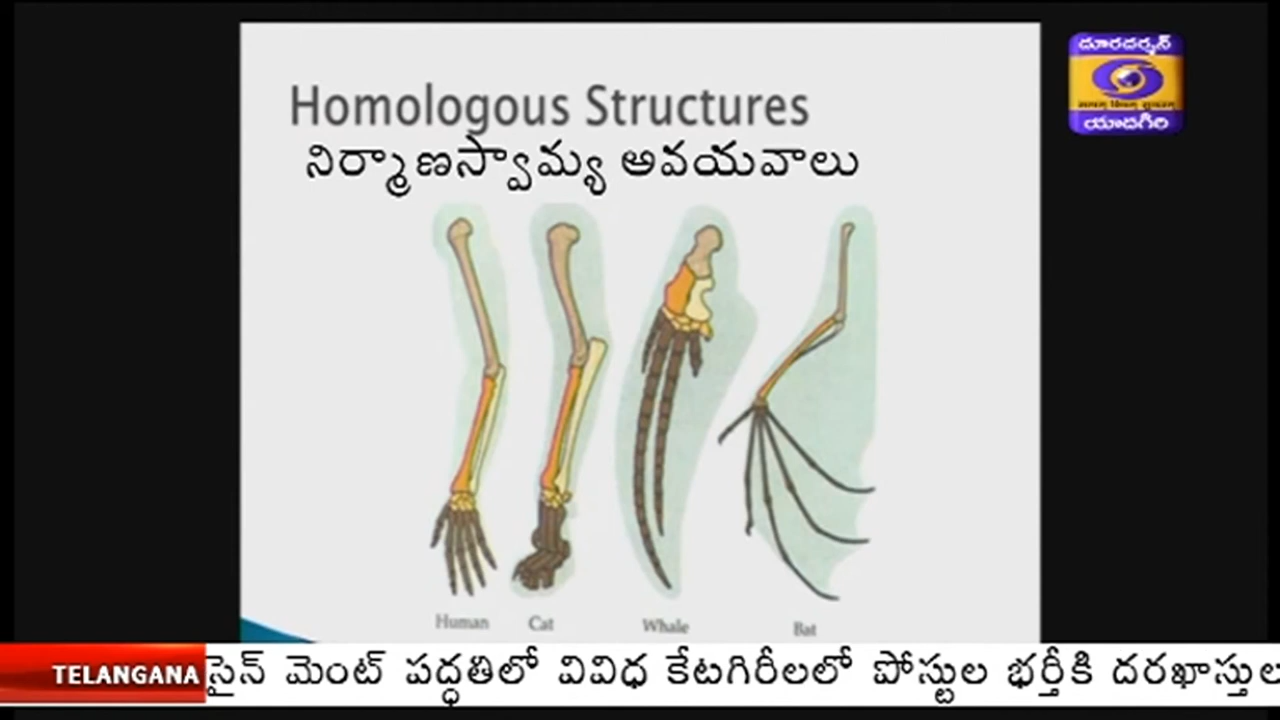 Homologous Structures
నిర్మాణస్వామ్య అవయవాలు
దూరదర్శన్
యాదగిరి
Human Cat Whale Bat
TELANGANA సైన్ మెంట్ పద్ధతిలో వివిధ కేటగిరీలలో పోస్టుల భర్తీకి దరఖాస్తుల